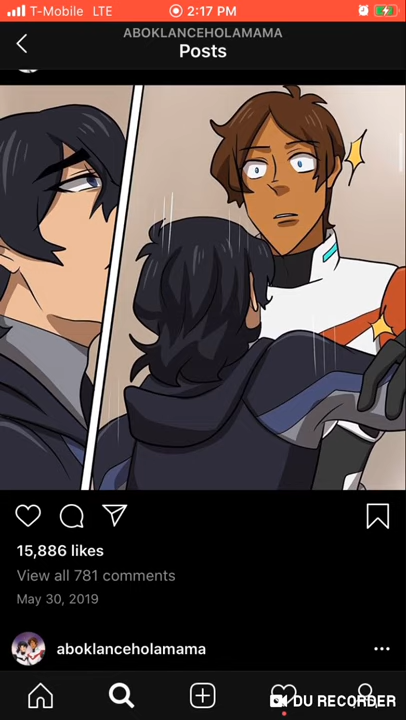 T-Mobile LTE 2:17 PM
ABOKLANCEHOLAMAMA
Posts
15,886 likes
View all 781 comments
May 30, 2019
aboklanceholamama
DU RECORDER